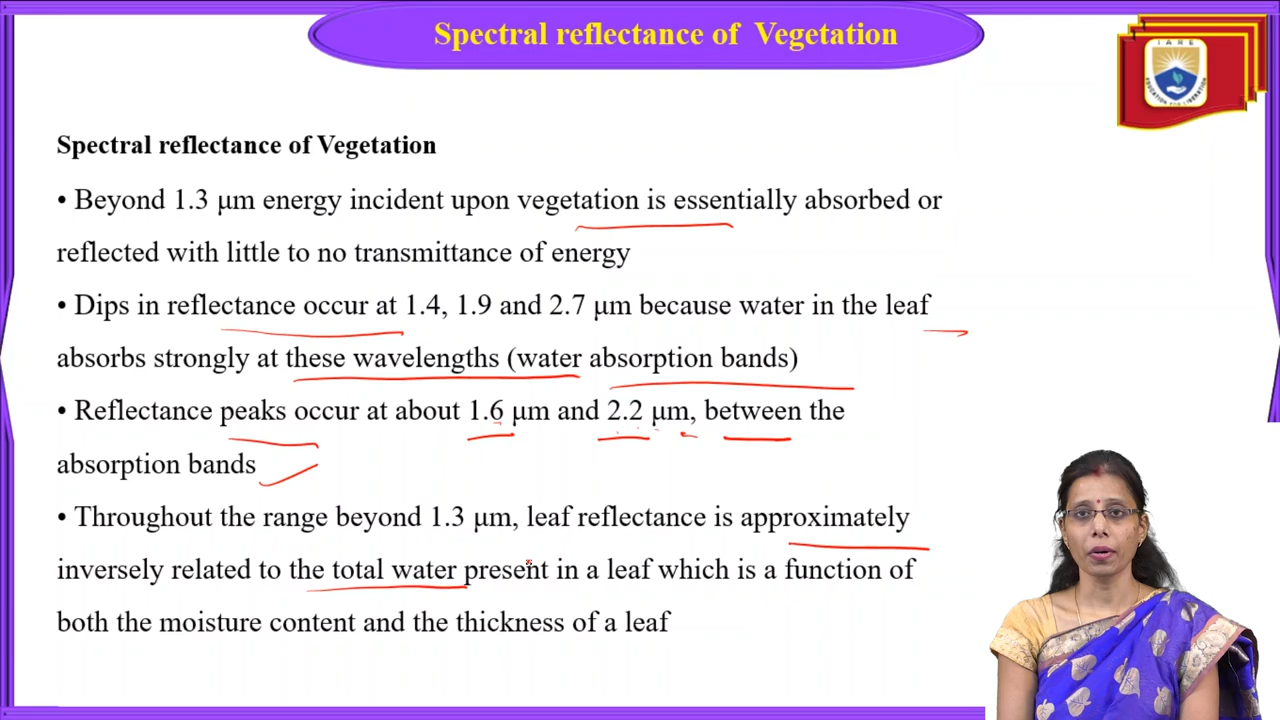 Spectral reflectance of Vegetation
IARE
EDUCATION FOR LIBERATION
Spectral reflectance of Vegetation
• Beyond 1.3 μm energy incident upon vegetation is essentially absorbed or
reflected with little to no transmittance of energy
• Dips in reflectance occur at 1.4, 1.9 and 2.7 μm because water in the leaf
absorbs strongly at these wavelengths (water absorption bands)
• Reflectance peaks occur at about 1.6 μm and 2.2 μm, between the
absorption bands
• Throughout the range beyond 1.3 μm, leaf reflectance is approximately
inversely related to the total water present in a leaf which is a function of
both the moisture content and the thickness of a leaf